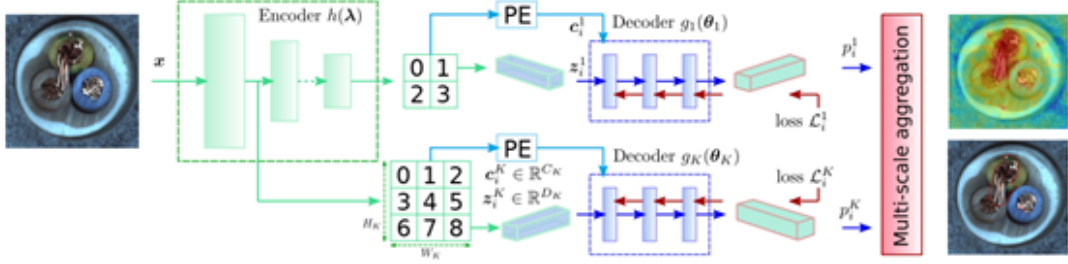 Encoder h(λ)
x
0 1
2 3
PE
c_i^1
z_i^1
Decoder g_1(θ_1)
p_i^1
loss ℒ_i^1
0 1 2
3 4 5
6 7 8
H_K
W_K
PE
c_i^K ∈ ℝ^{C_K}
z_i^K ∈ ℝ^{D_K}
Decoder g_K(θ_K)
loss ℒ_i^K
p_i^K
Multi-scale aggregation